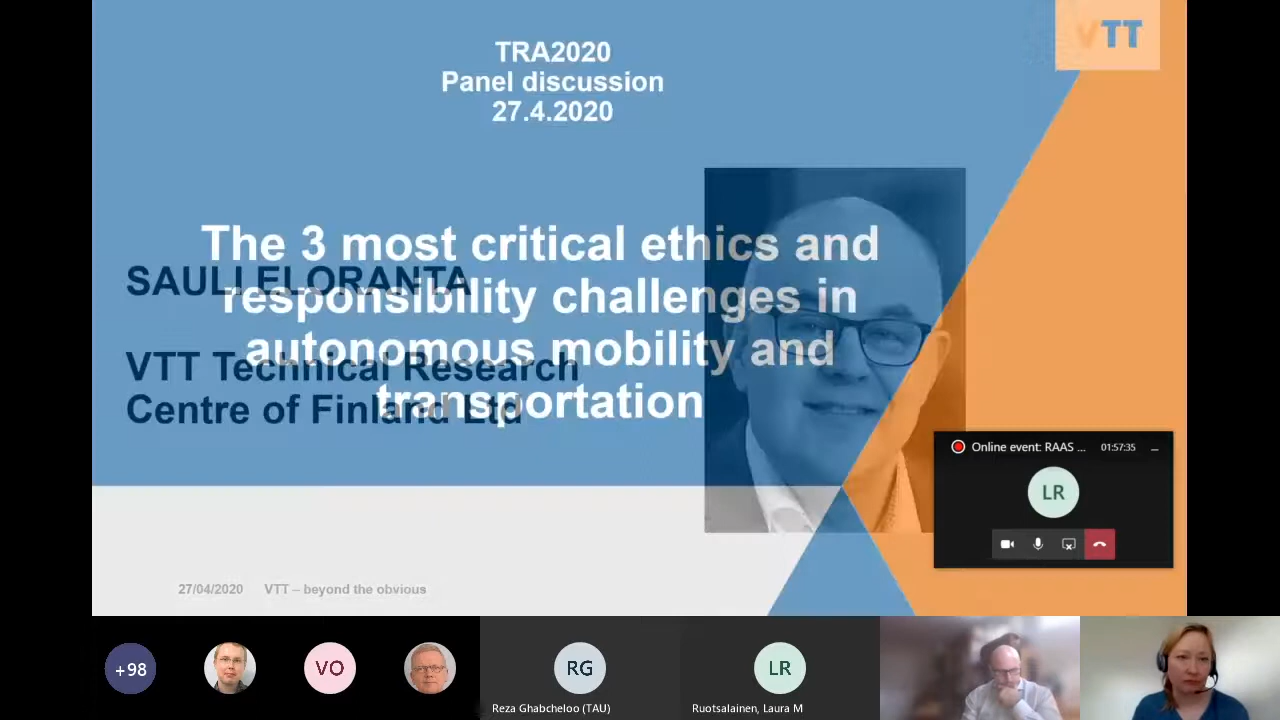 VTT
TRA2020
Panel discussion
27.4.2020
The 3 most critical ethics and
responsibility challenges in
autonomous mobility and
transportation
SAULI ELORANTA
VTT Technical Research
Centre of Finland Ltd
Online event: RAAS ...
01:57:35
LR
27/04/2020
VTT – beyond the obvious
+98
VO
RG
Reza Ghabcheloo (TAU)
LR
Ruotsalainen, Laura M